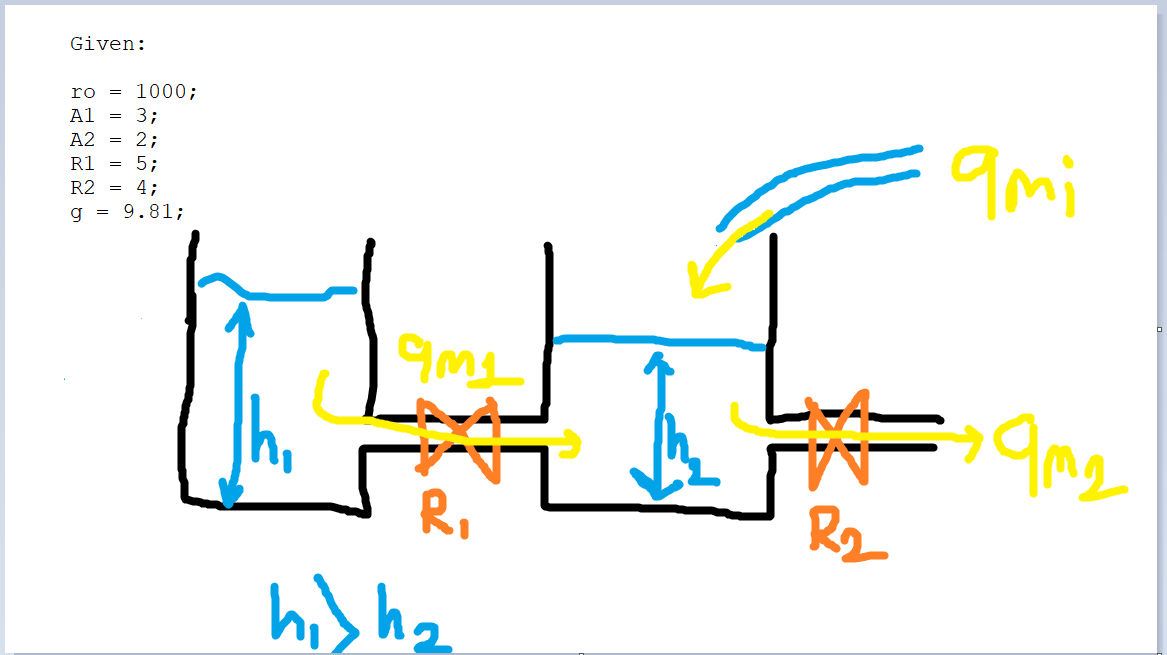 Given:
ro = 1000;
A1 = 3;
A2 = 2;
R1 = 5;
R2 = 4;
g = 9.81;
qmi
qm1
h1
h2
qm2
R1
R2
h1>h2